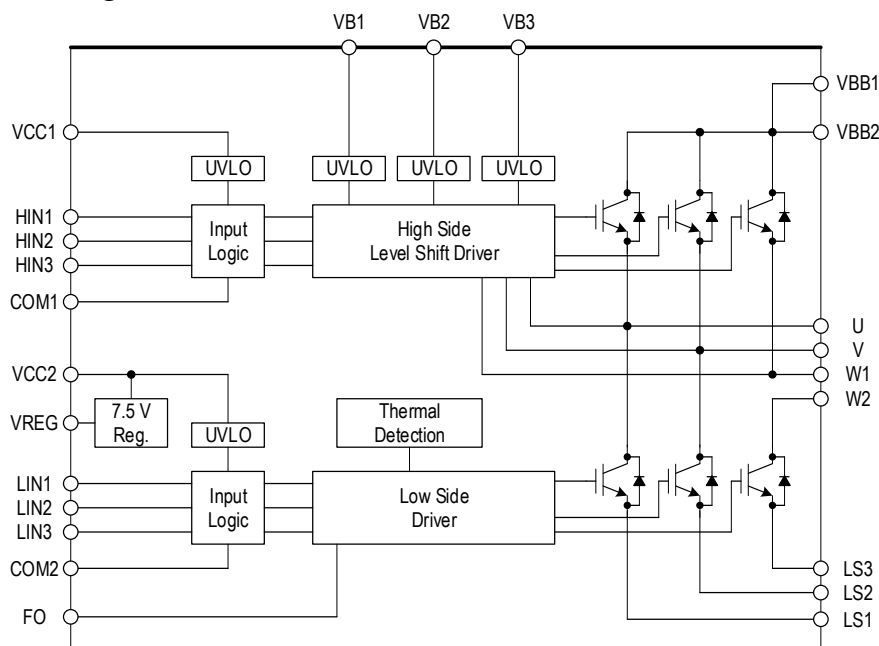 VB1 VB2 VB3
VBB1
VCC1
VBB2
UVLO
UVLO
UVLO
UVLO
HIN1
HIN2
HIN3
Input
Logic
High Side
Level Shift Driver
COM1
U
V
W1
W2
VCC2
VREG
7.5 V
Reg.
UVLO
Thermal
Detection
LIN1
LIN2
LIN3
Input
Logic
Low Side
Driver
COM2
FO
LS3
LS2
LS1